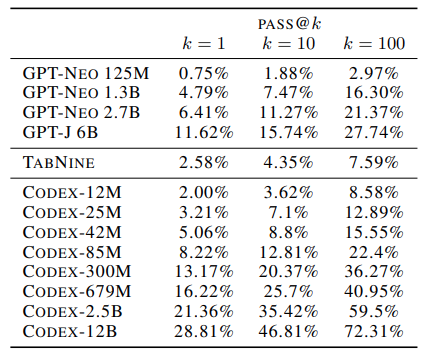 PASS@k
k = 1 k = 10 k = 100
GPT-NEO 125M 0.75% 1.88% 2.97%
GPT-NEO 1.3B 4.79% 7.47% 16.30%
GPT-NEO 2.7B 6.41% 11.27% 21.37%
GPT-J 6B 11.62% 15.74% 27.74%
TABNINE 2.58% 4.35% 7.59%
CODEX-12M 2.00% 3.62% 8.58%
CODEX-25M 3.21% 7.1% 12.89%
CODEX-42M 5.06% 8.8% 15.55%
CODEX-85M 8.22% 12.81% 22.4%
CODEX-300M 13.17% 20.37% 36.27%
CODEX-679M 16.22% 25.7% 40.95%
CODEX-2.5B 21.36% 35.42% 59.5%
CODEX-12B 28.81% 46.81% 72.31%